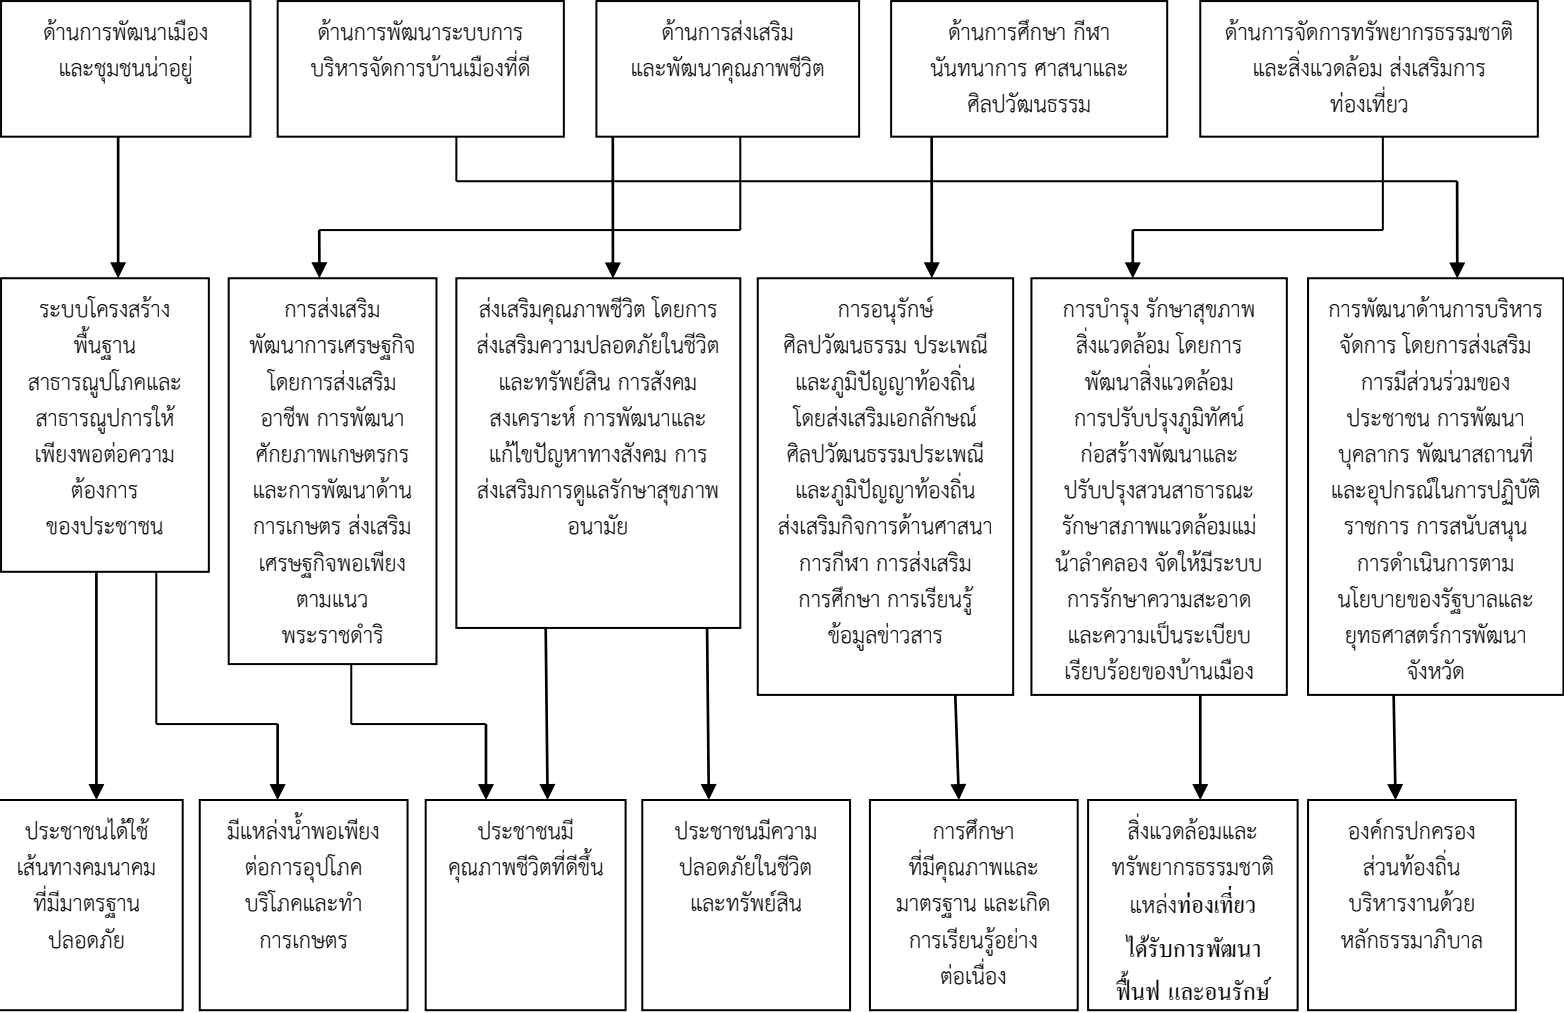 ด้านการพัฒนาเมือง
และชุมชนน่าอยู่
ด้านการพัฒนาระบบการ
บริหารจัดการบ้านเมืองที่ดี
ด้านการส่งเสริม
และพัฒนาคุณภาพชีวิต
ด้านการศึกษา กีฬา
นันทนาการ ศาสนาและ
ศิลปวัฒนธรรม
ด้านการจัดการทรัพยากรธรรมชาติ
และสิ่งแวดล้อม ส่งเสริมการ
ท่องเที่ยว
ระบบโครงสร้าง
พื้นฐาน
สาธารณูปโภคและ
สาธารณูปการให้
เพียงพอต่อความ
ต้องการ
ของประชาชน
การส่งเสริม
พัฒนาการเศรษฐกิจ
โดยการส่งเสริม
อาชีพ การพัฒนา
ศักยภาพเกษตรกร
และการพัฒนาด้าน
การเกษตร ส่งเสริม
เศรษฐกิจพอเพียง
ตามแนว
พระราชดำริ
ส่งเสริมคุณภาพชีวิต โดยการ
ส่งเสริมความปลอดภัยในชีวิต
และทรัพย์สิน การสังคม
สงเคราะห์ การพัฒนาและ
แก้ไขปัญหาทางสังคม การ
ส่งเสริมการดูแลรักษาสุขภาพ
อนามัย
การอนุรักษ์
ศิลปวัฒนธรรม ประเพณี
และภูมิปัญญาท้องถิ่น
โดยส่งเสริมเอกลักษณ์
ศิลปวัฒนธรรมประเพณี
และภูมิปัญญาท้องถิ่น
ส่งเสริมกิจการด้านศาสนา
การกีฬา การส่งเสริม
การศึกษา การเรียนรู้
ข้อมูลข่าวสาร
การบำรุง รักษาสุขภาพ
สิ่งแวดล้อม โดยการ
พัฒนาสิ่งแวดล้อม
การปรับปรุงภูมิทัศน์
ก่อสร้างพัฒนาและ
ปรับปรุงสวนสาธารณะ
รักษาสภาพแวดล้อมแม่
น้ำลำคลอง จัดให้มีระบบ
การรักษาความสะอาด
และความเป็นระเบียบ
เรียบร้อยของบ้านเมือง
การพัฒนาด้านการบริหาร
จัดการ โดยการส่งเสริม
การมีส่วนร่วมของ
ประชาชน การพัฒนา
บุคลากร พัฒนาสถานที่
และอุปกรณ์ในการปฏิบัติ
ราชการ การสนับสนุน
การดำเนินการตาม
นโยบายของรัฐบาลและ
ยุทธศาสตร์การพัฒนา
จังหวัด
ประชาชนได้ใช้
เส้นทางคมนาคม
ที่มีมาตรฐาน
ปลอดภัย
มีแหล่งน้ำพอเพียง
ต่อการอุปโภค
บริโภคและทำ
การเกษตร
ประชาชนมี
คุณภาพชีวิตที่ดีขึ้น
ประชาชนมีความ
ปลอดภัยในชีวิต
และทรัพย์สิน
การศึกษา
ที่มีคุณภาพและ
มาตรฐาน และเกิด
การเรียนรู้อย่าง
ต่อเนื่อง
สิ่งแวดล้อมและ
ทรัพยากรธรรมชาติ
แหล่งท่องเที่ยว
ได้รับการพัฒนา
ฟื้นฟ และอนรักษ์
องค์กรปกครอง
ส่วนท้องถิ่น
บริหารงานด้วย
หลักธรรมาภิบาล